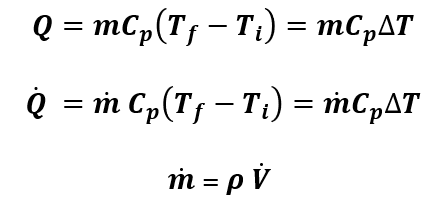 Q = mC_p(T_f − T_i) = mC_pΔT
Q̇ = ṁ C_p(T_f − T_i) = ṁC_pΔT
ṁ = ρ V̇